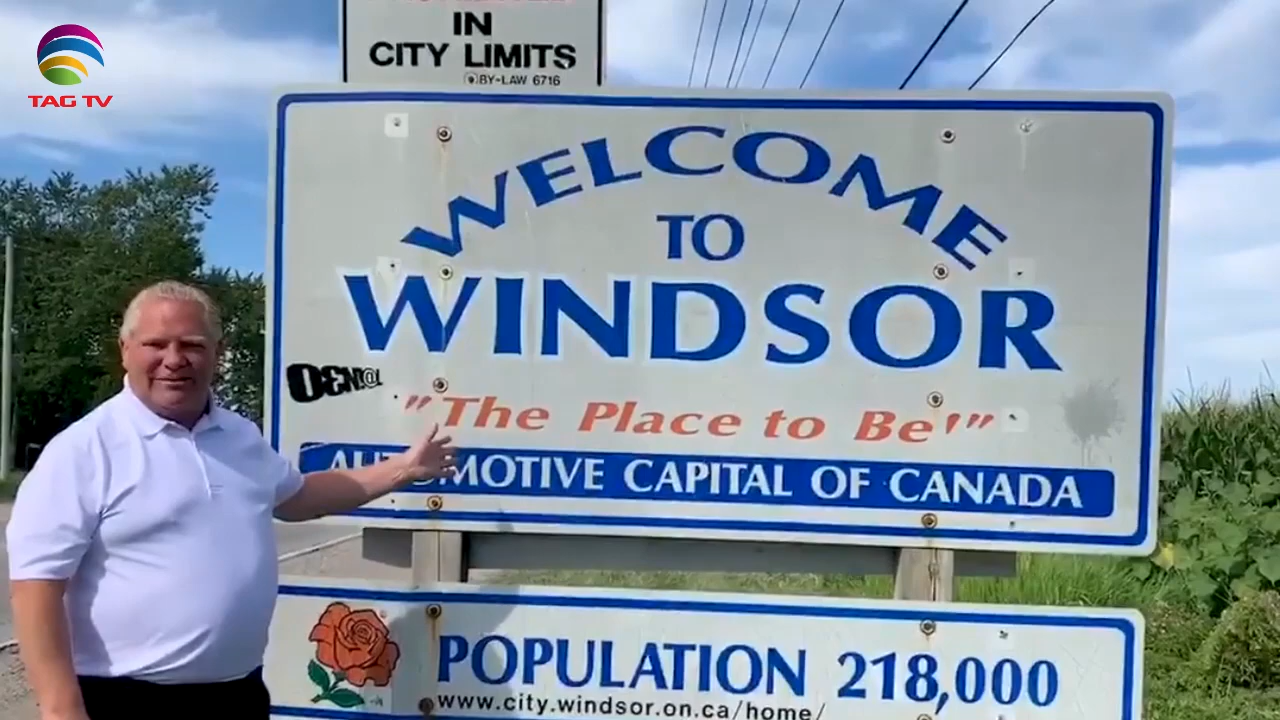 TAG TV
IN
CITY LIMITS
BY-LAW 6716
WELCOME
TO
WINDSOR
"The Place to Be!"
AUTOMOTIVE CAPITAL OF CANADA
POPULATION 218,000
www.city.windsor.on.ca/home/